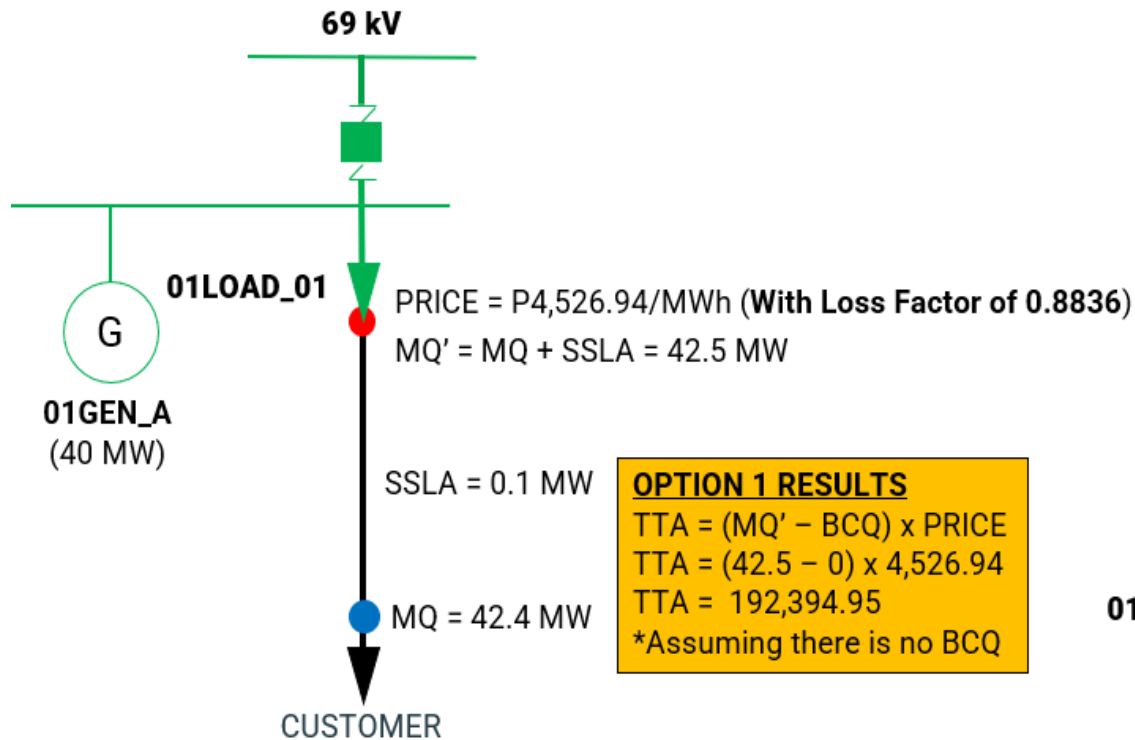 69 kV
01LOAD_01
PRICE = P4,526.94/MWh (With Loss Factor of 0.8836)
MQ’ = MQ + SSLA = 42.5 MW
G
01GEN_A
(40 MW)
SSLA = 0.1 MW
OPTION 1 RESULTS
TTA = (MQ’ – BCQ) x PRICE
TTA = (42.5 – 0) x 4,526.94
TTA =  192,394.95
*Assuming there is no BCQ
MQ = 42.4 MW
01
CUSTOMER